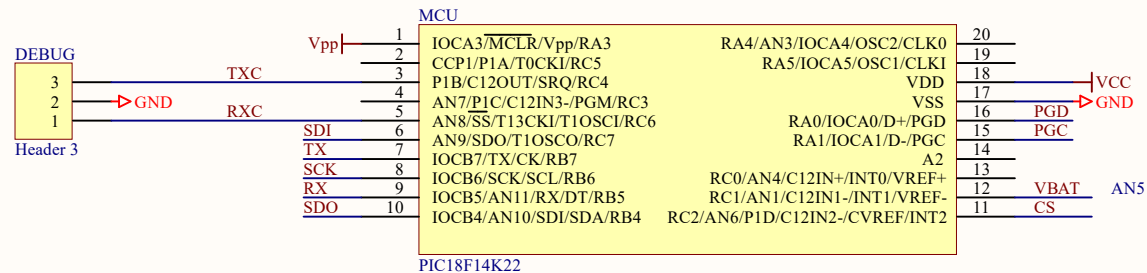 MCU
DEBUG
3
2
1
Header 3
TXC
GND
RXC
Vpp
SDI
TX
SCK
RX
SDO
1 IOCA3/MCLR/Vpp/RA3
2 CCP1/P1A/T0CKI/RC5
3 P1B/C12OUT/SRQ/RC4
4 AN7/P1C/C12IN3-/PGM/RC3
5 AN8/SS/T13CKI/T1OSCI/RC6
6 AN9/SDO/T1OSCO/RC7
7 IOCB7/TX/CK/RB7
8 IOCB6/SCK/SCL/RB6
9 IOCB5/AN11/RX/DT/RB5
10 IOCB4/AN10/SDI/SDA/RB4
RA4/AN3/IOCA4/OSC2/CLK0 20
RA5/IOCA5/OSC1/CLKI 19
VDD 18 VCC
VSS 17 GND
RA0/IOCA0/D+/PGD 16 PGD
RA1/IOCA1/D-/PGC 15 PGC
A2 14
RC0/AN4/C12IN+/INT0/VREF+ 13
RC1/AN1/C12IN1-/INT1/VREF- 12 VBAT AN5
RC2/AN6/P1D/C12IN2-/CVREF/INT2 11 CS
PIC18F14K22